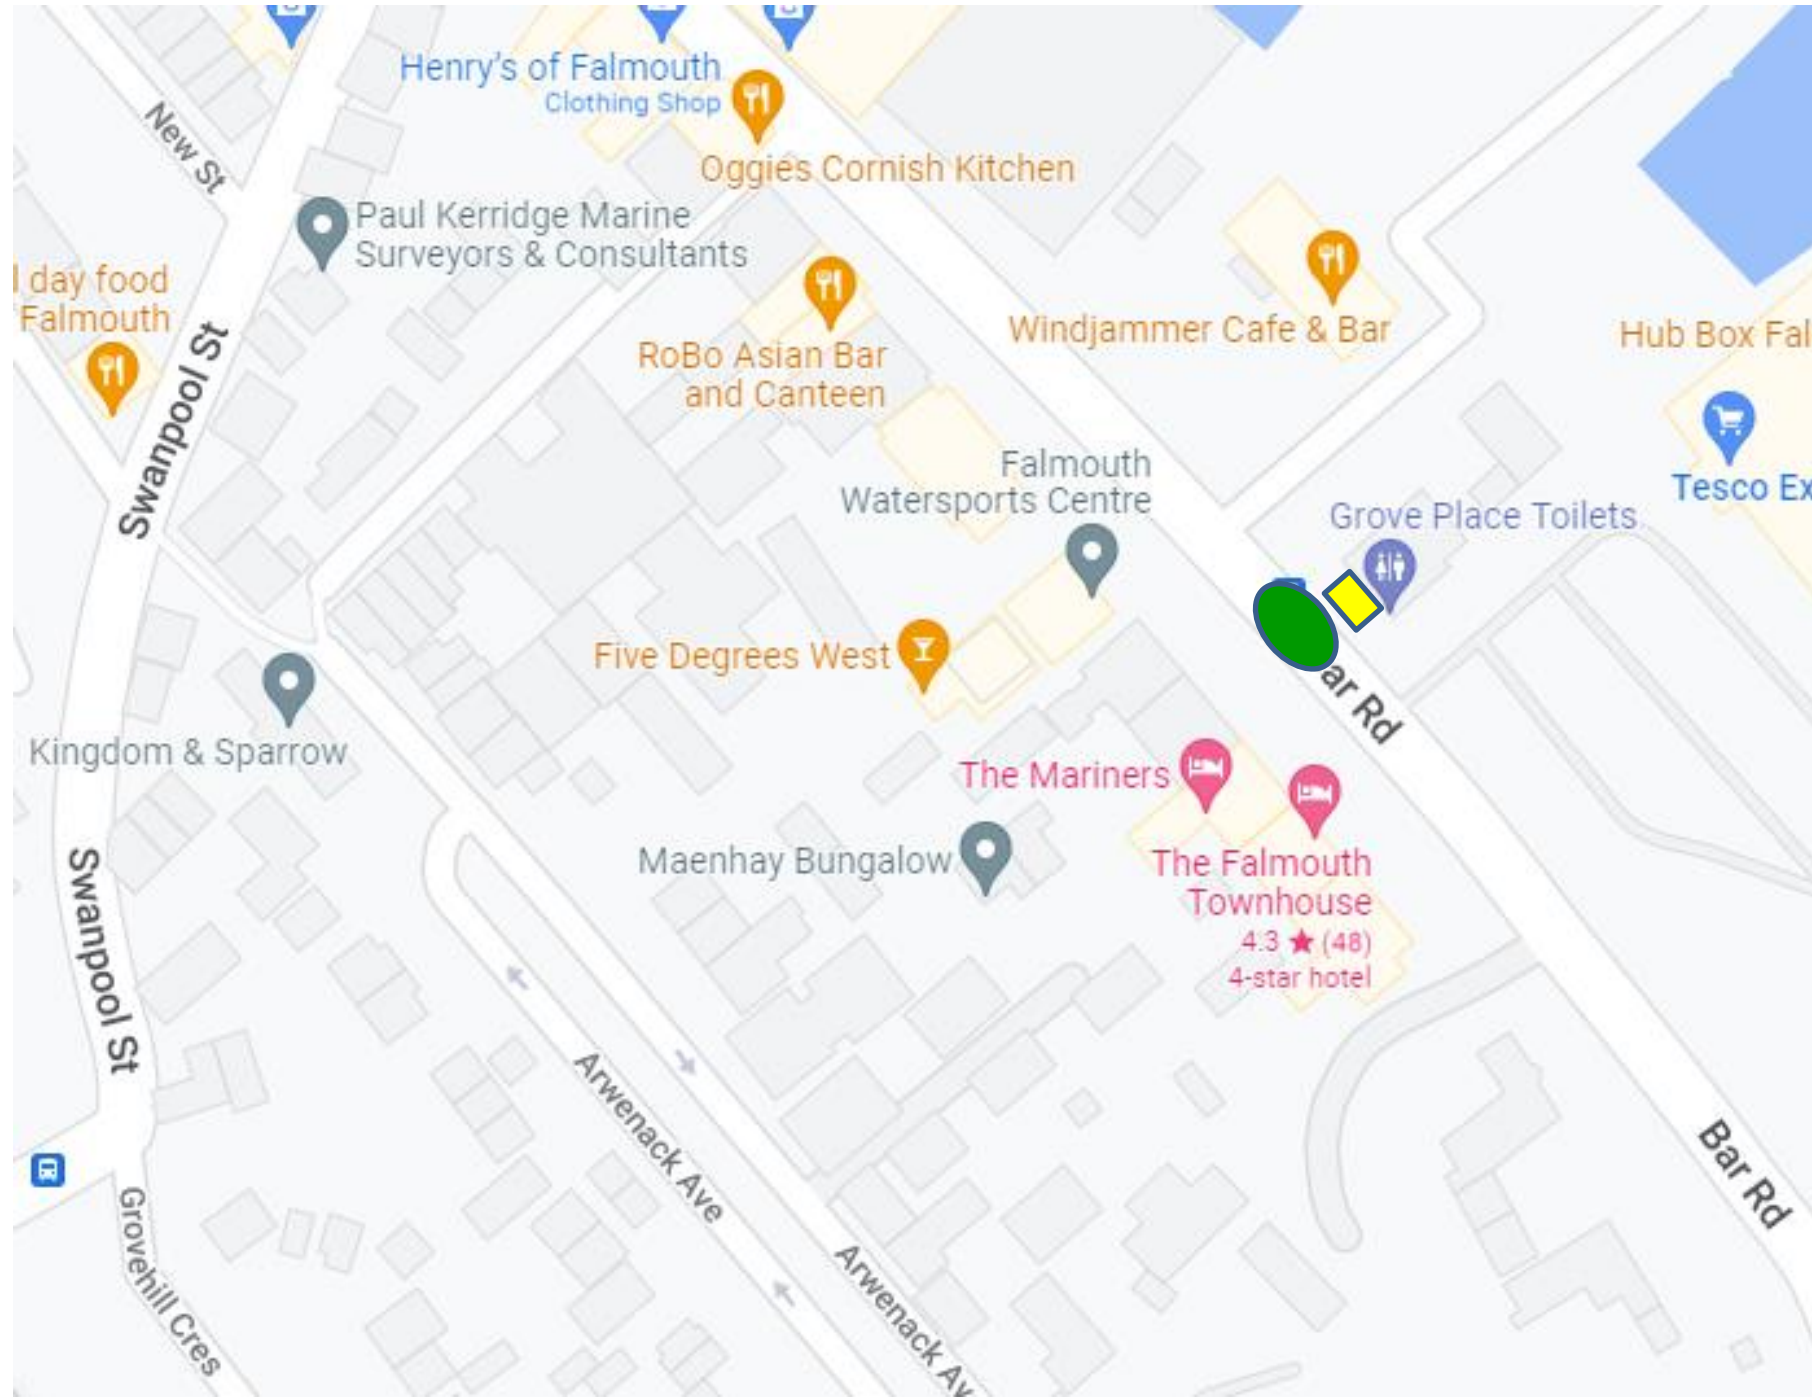 Henry's of Falmouth
Clothing Shop
Oggies Cornish Kitchen
New St
Paul Kerridge Marine
Surveyors & Consultants
l day food
Falmouth
Swanpool St
RoBo Asian Bar
and Canteen
Windjammer Cafe & Bar
Hub Box Fal
Tesco Ex
Falmouth
Watersports Centre
Grove Place Toilets
Five Degrees West
ar Rd
Kingdom & Sparrow
The Mariners
Maenhay Bungalow
The Falmouth
Townhouse
4.3 ★ (48)
4-star hotel
Swanpool St
Arwenack Ave
Bar Rd
Grovehill Cres
Arwenack Av